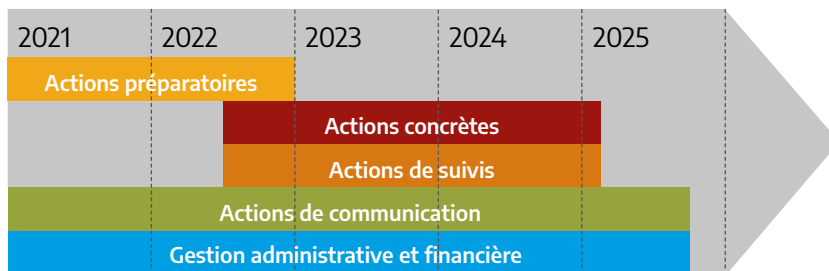 2021 2022 2023 2024 2025
Actions préparatoires
Actions concrètes
Actions de suivis
Actions de communication
Gestion administrative et financière